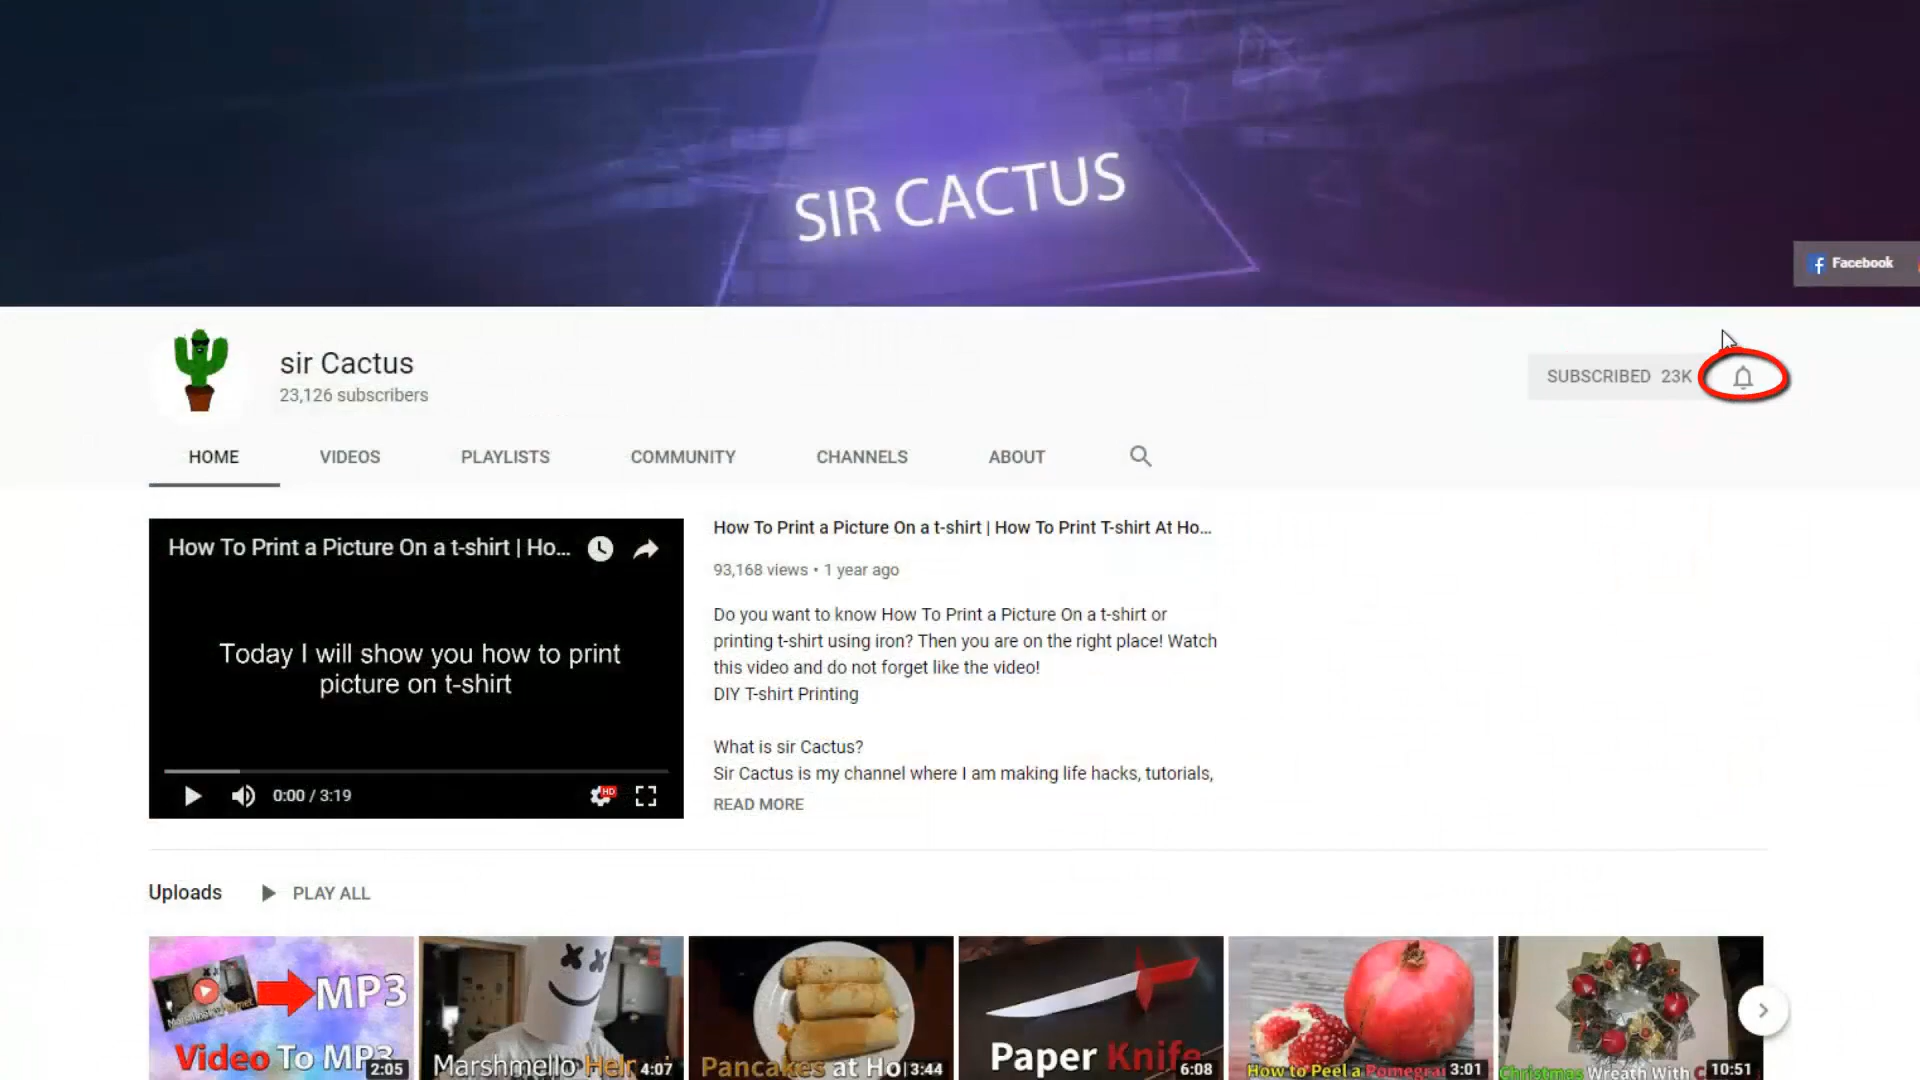 SIR CACTUS
Facebook
sir Cactus
23,126 subscribers
SUBSCRIBED 23K
HOME
VIDEOS
PLAYLISTS
COMMUNITY
CHANNELS
ABOUT
How To Print a Picture On a t-shirt | Ho...
Today I will show you how to print
picture on t-shirt
0:00 / 3:19
HD
How To Print a Picture On a t-shirt | How To Print T-shirt At Ho...
93,168 views • 1 year ago
Do you want to know How To Print a Picture On a t-shirt or
printing t-shirt using iron? Then you are on the right place! Watch
this video and do not forget like the video!
DIY T-shirt Printing
What is sir Cactus?
Sir Cactus is my channel where I am making life hacks, tutorials,
READ MORE
Uploads
PLAY ALL
MP3
Video To MP3
2:05
Marshmello
4:07
Pancakes at
3:44
Paper Knife
6:08
How to Peel a
3:01
Christmas Wreath With
10:51